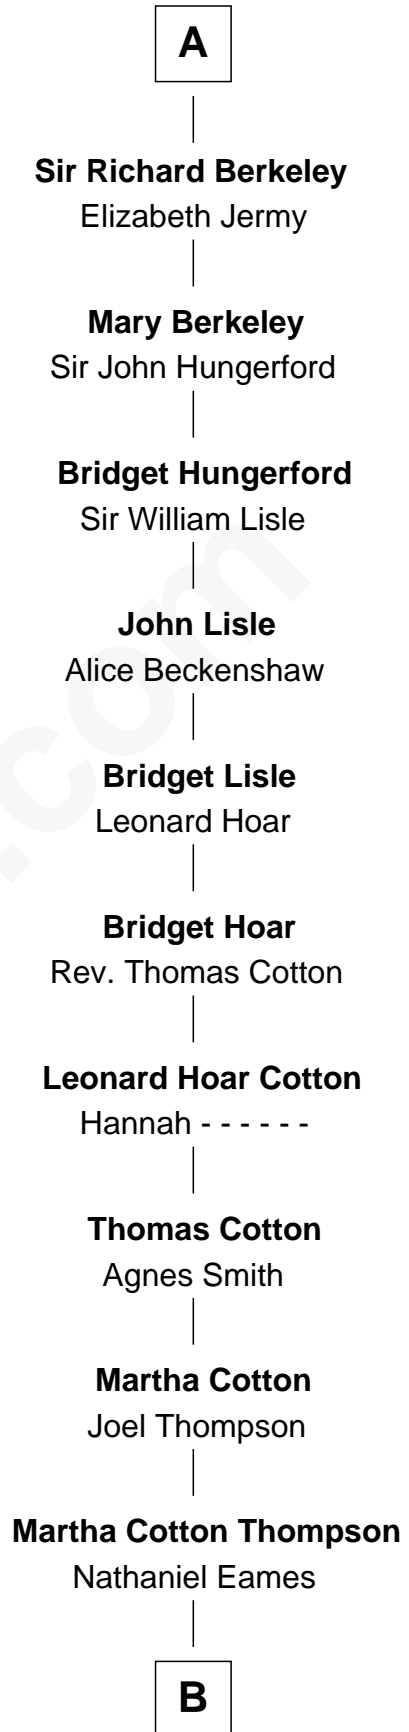 A
Sir Richard Berkeley
Elizabeth Jermy
Mary Berkeley
Sir John Hungerford
Bridget Hungerford
Sir William Lisle
John Lisle
Alice Beckenshaw
Bridget Lisle
Leonard Hoar
Bridget Hoar
Rev. Thomas Cotton
Leonard Hoar Cotton
Hannah - - - - - -
Thomas Cotton
Agnes Smith
Martha Cotton
Joel Thompson
Martha Cotton Thompson
Nathaniel Eames
B
.com